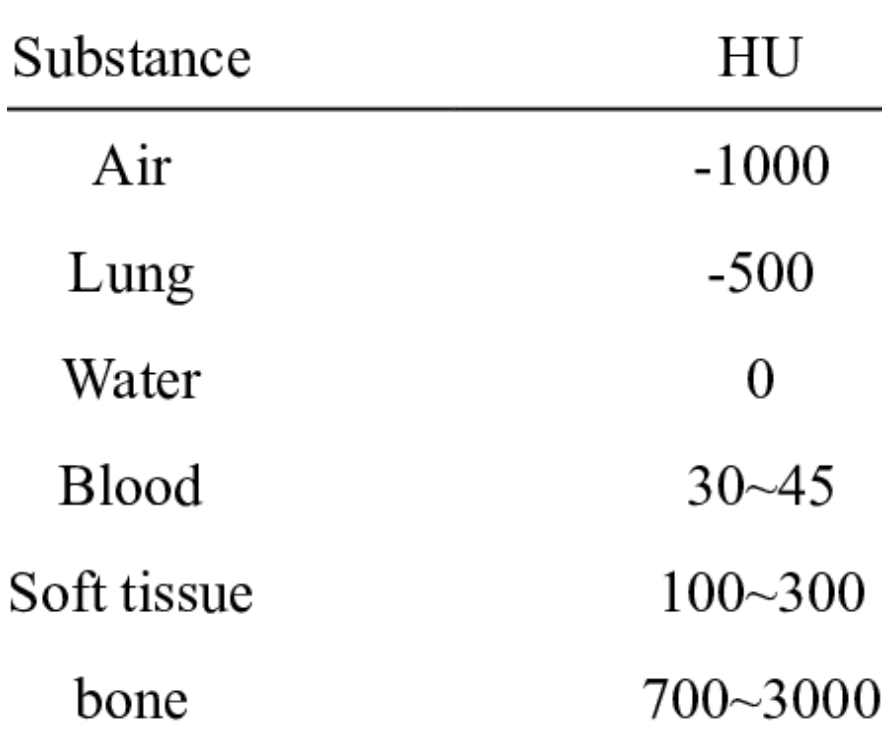 Substance HU
Air -1000
Lung -500
Water 0
Blood 30~45
Soft tissue 100~300
bone 700~3000